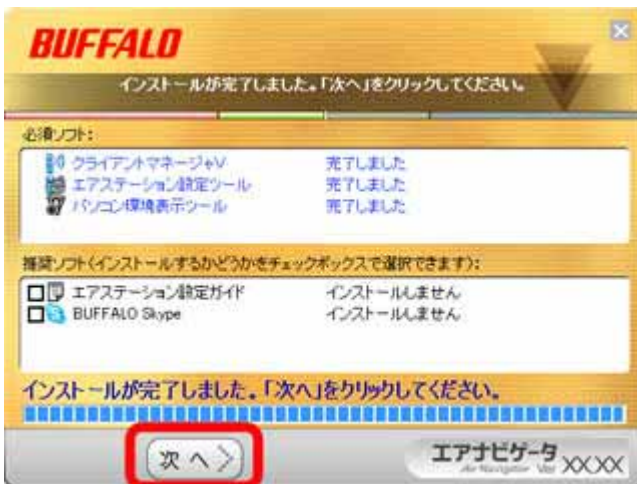 BUFFALO
インストールが完了しました。「次へ」をクリックしてください。
必須ソフト:
クライアントマネージャV 完了しました
エアステーション設定ツール 完了しました
パソコン環境表示ツール 完了しました
推奨ソフト(インストールするかどうかをチェックボックスで選択できます):
エアステーション設定ガイド インストールしません
BUFFALO Skype インストールしません
インストールが完了しました。「次へ」をクリックしてください。
次へ
エアナビゲータ
Air Navigator Ver XX.XX